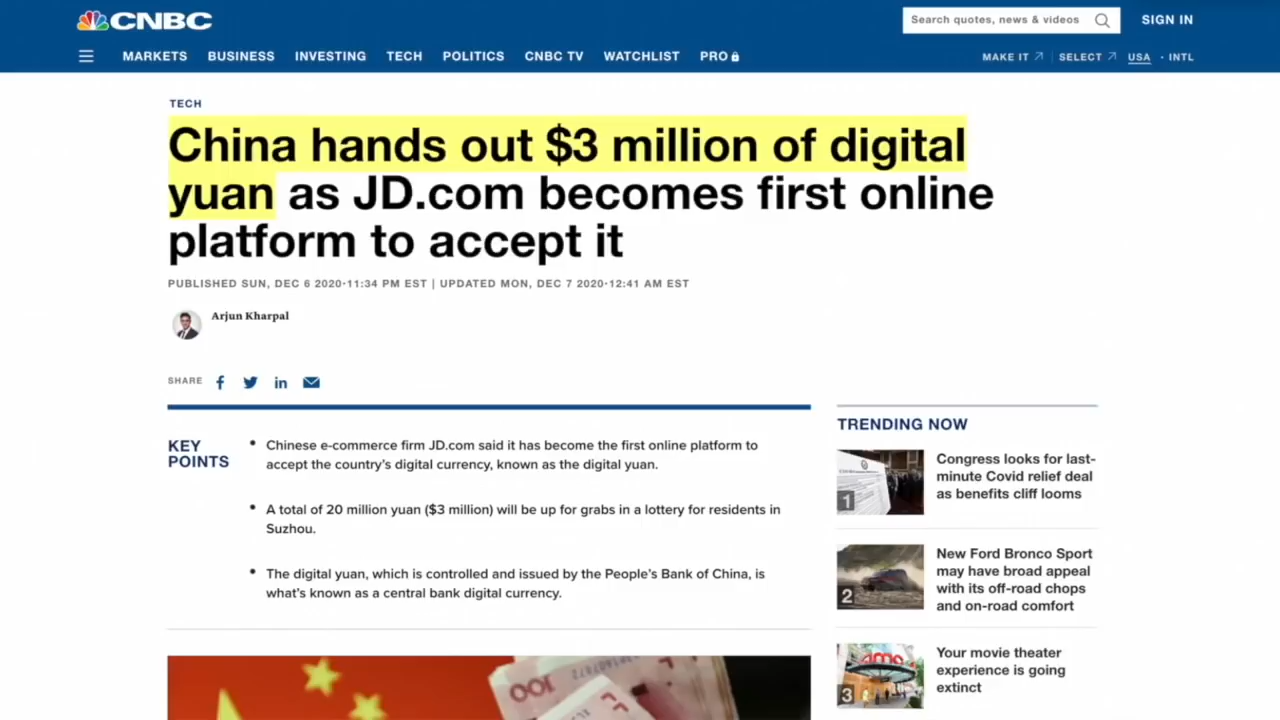 CNBC
Search quotes, news & videos
SIGN IN
MARKETS BUSINESS INVESTING TECH POLITICS CNBC TV WATCHLIST PRO
MAKE IT SELECT USA · INTL
TECH
China hands out $3 million of digital
yuan as JD.com becomes first online
platform to accept it
PUBLISHED SUN, DEC 6 2020·11:34 PM EST | UPDATED MON, DEC 7 2020·12:41 AM EST
Arjun Kharpal
SHARE
KEY
POINTS
• Chinese e-commerce firm JD.com said it has become the first online platform to
accept the country's digital currency, known as the digital yuan.
• A total of 20 million yuan ($3 million) will be up for grabs in a lottery for residents in
Suzhou.
• The digital yuan, which is controlled and issued by the People's Bank of China, is
what's known as a central bank digital currency.
100
TRENDING NOW
1
Congress looks for last-
minute Covid relief deal
as benefits cliff looms
2
New Ford Bronco Sport
may have broad appeal
with its off-road chops
and on-road comfort
amc
3
Your movie theater
experience is going
extinct